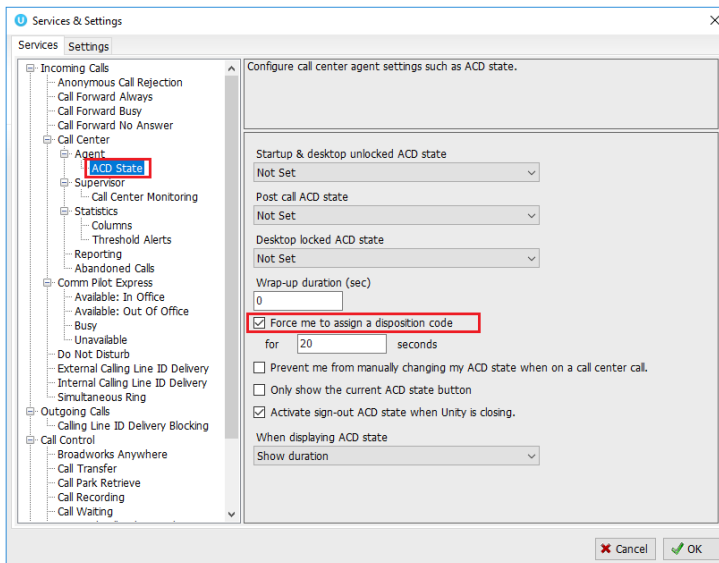 Services & Settings
Services Settings
Incoming Calls
Anonymous Call Rejection
Call Forward Always
Call Forward Busy
Call Forward No Answer
Call Center
Agent
ACD State
Supervisor
Call Center Monitoring
Statistics
Columns
Threshold Alerts
Reporting
Abandoned Calls
Comm Pilot Express
Available: In Office
Available: Out Of Office
Busy
Unavailable
Do Not Disturb
External Calling Line ID Delivery
Internal Calling Line ID Delivery
Simultaneous Ring
Outgoing Calls
Calling Line ID Delivery Blocking
Call Control
Broadworks Anywhere
Call Transfer
Call Park Retrieve
Call Recording
Call Waiting
Configure call center agent settings such as ACD state.
Startup & desktop unlocked ACD state
Not Set
Post call ACD state
Not Set
Desktop locked ACD state
Not Set
Wrap-up duration (sec)
0
Force me to assign a disposition code
for 20 seconds
Prevent me from manually changing my ACD state when on a call center call.
Only show the current ACD state button
Activate sign-out ACD state when Unity is closing.
When displaying ACD state
Show duration
Cancel OK